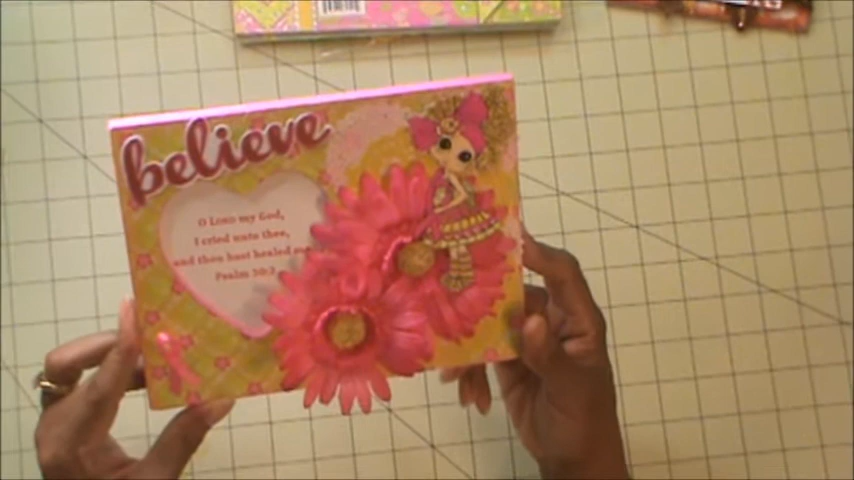 believe
O LORD my God,
I cried unto thee,
and thou hast healed me
Psalm 30:2